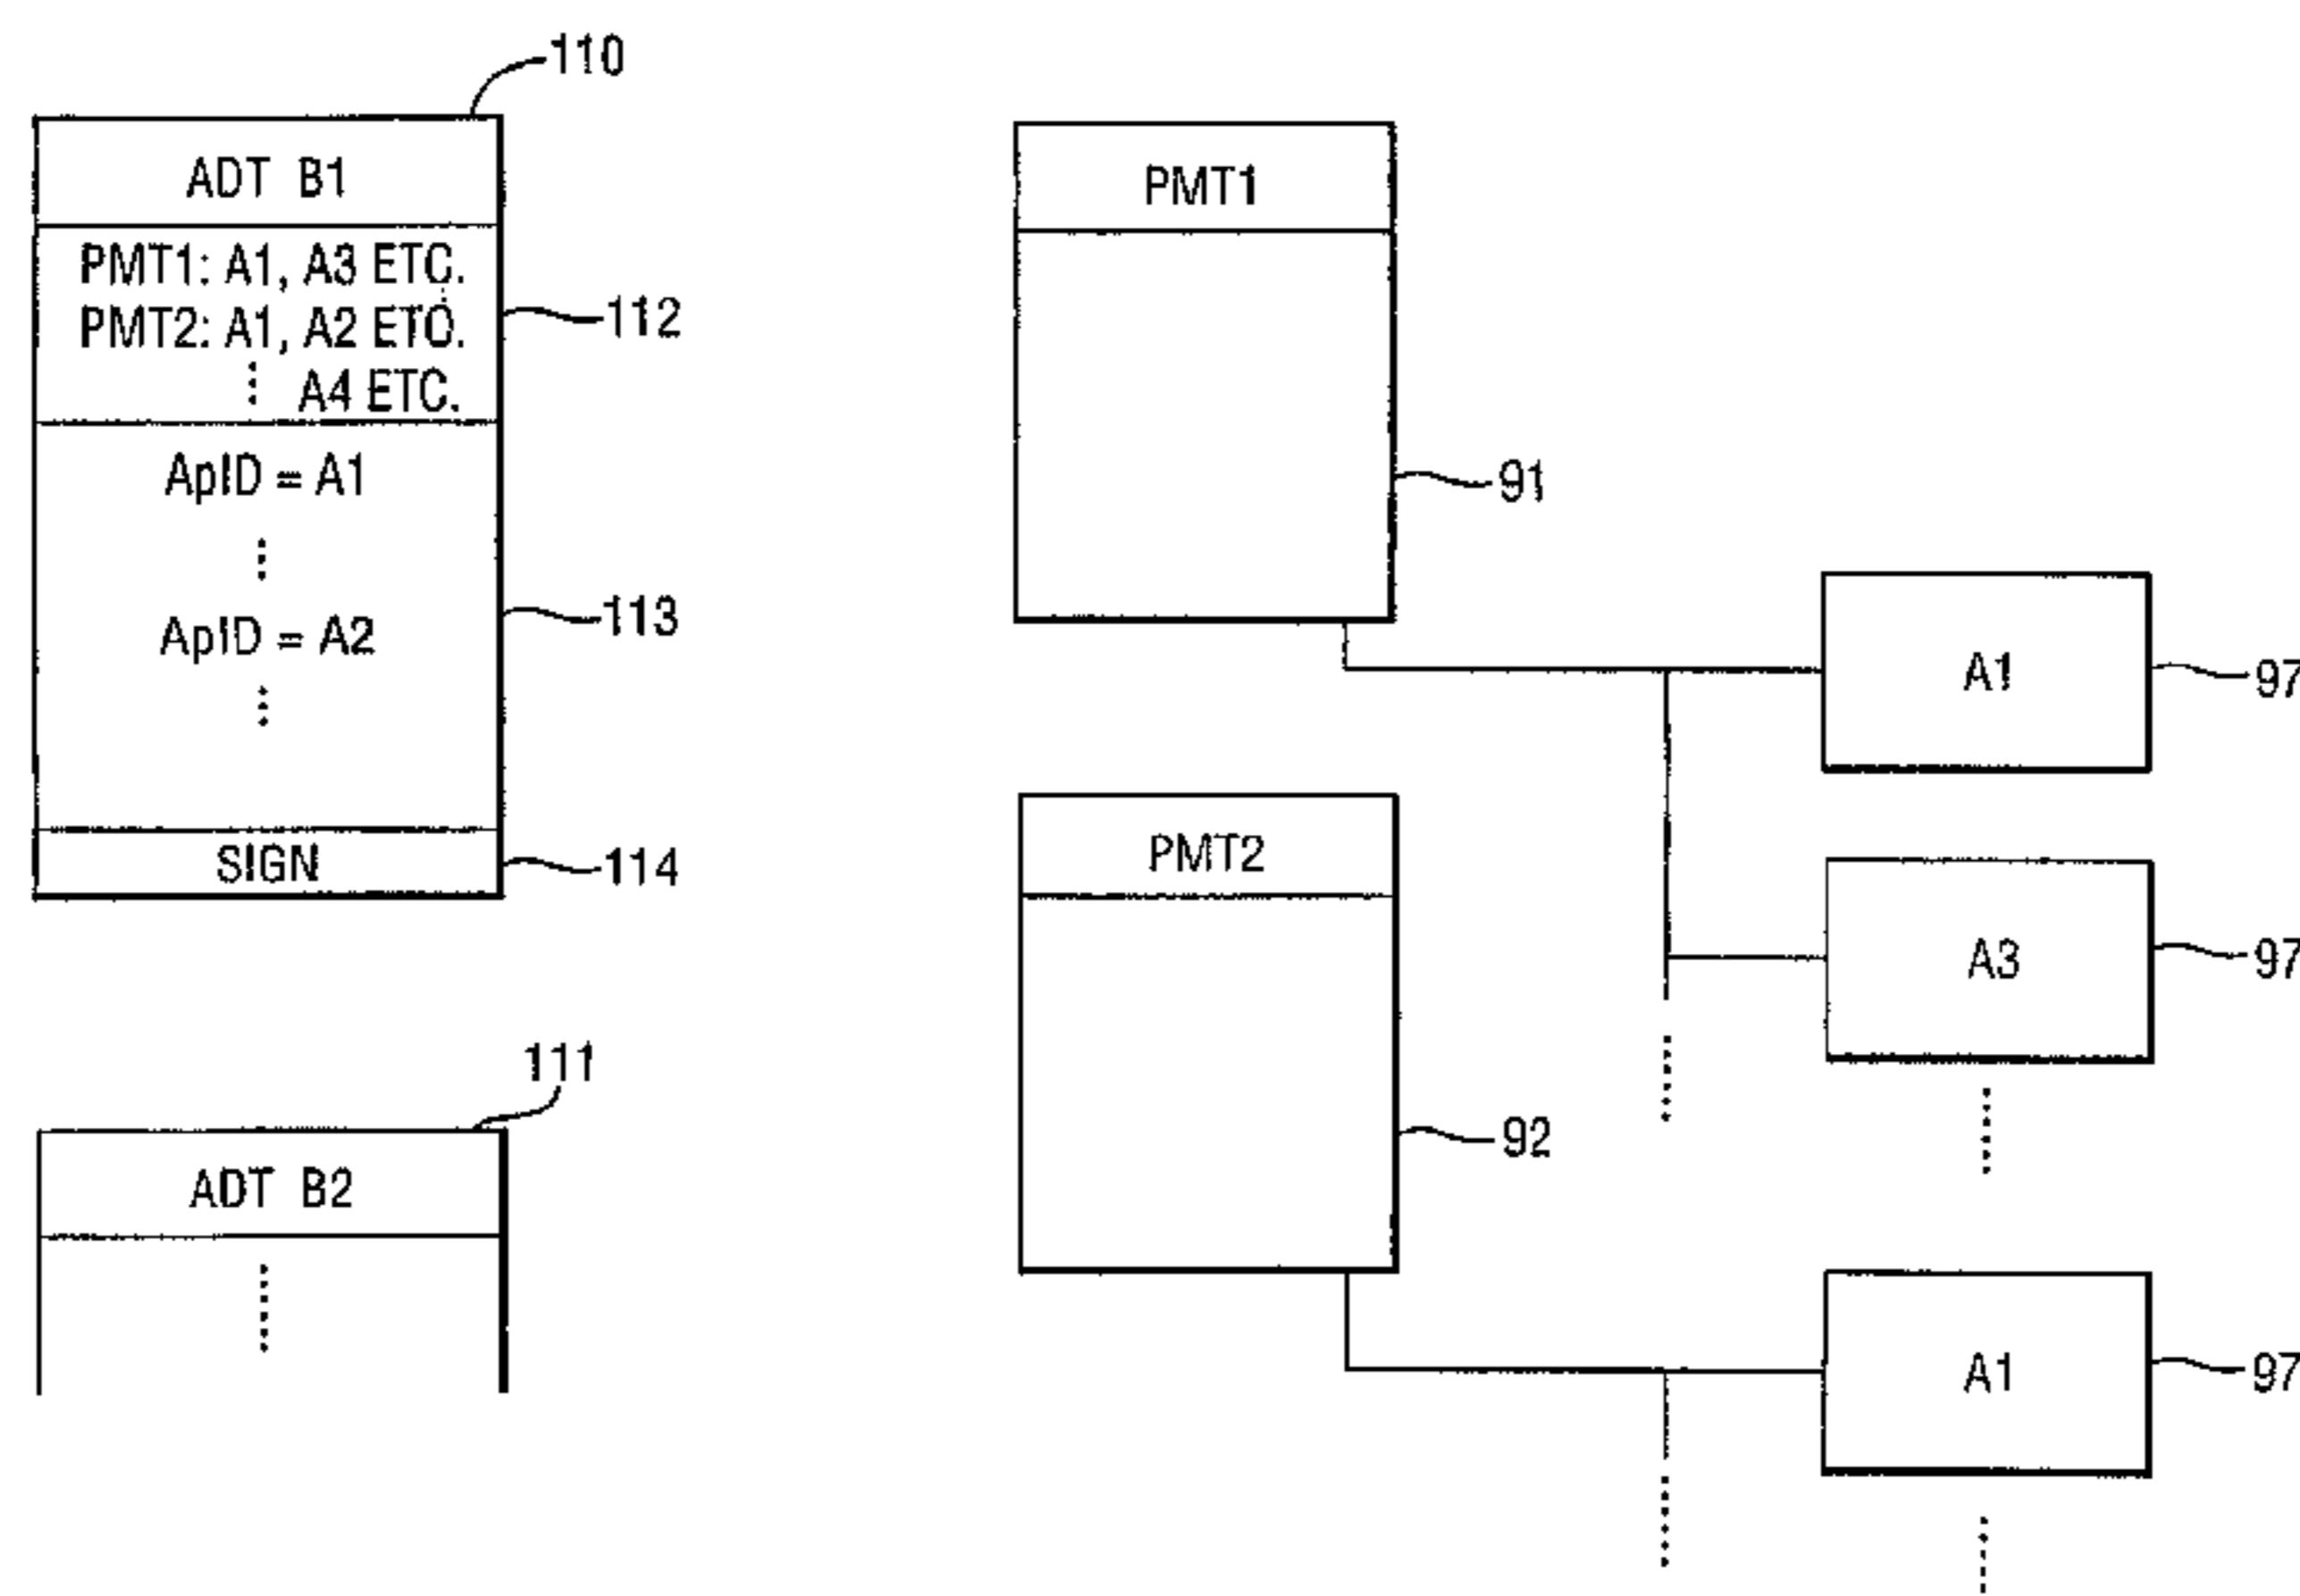 110
ADT B1
PMT1: A1, A3 ETC.
PMT2: A1, A2 ETC.
A4 ETC.
112
ApID = A1
113
ApID = A2
SIGN
114
111
ADT B2
PMT1
91
A1
97
A3
97
PMT2
92
A1
97